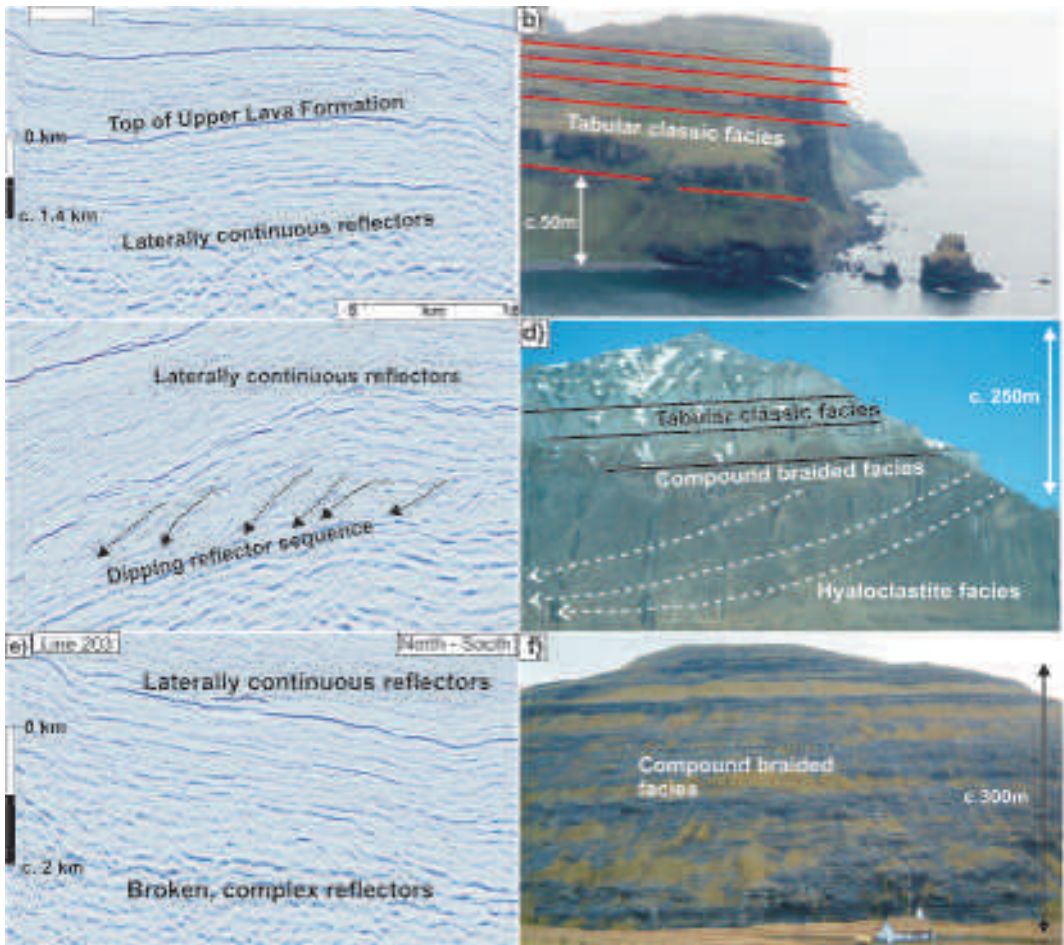 Top of Upper Lava Formation
0 km
c. 1.4 km
Laterally continuous reflectors
km
b)
Tabular classic facies
c.50m
Laterally continuous reflectors
Dipping reflector sequence
d)
c. 250m
Tabular classic facies
Compound braided facies
Hyaloclastite facies
e) Line 203
North - South
Laterally continuous reflectors
0 km
c. 2 km
Broken, complex reflectors
f)
Compound braided
facies
c.300m